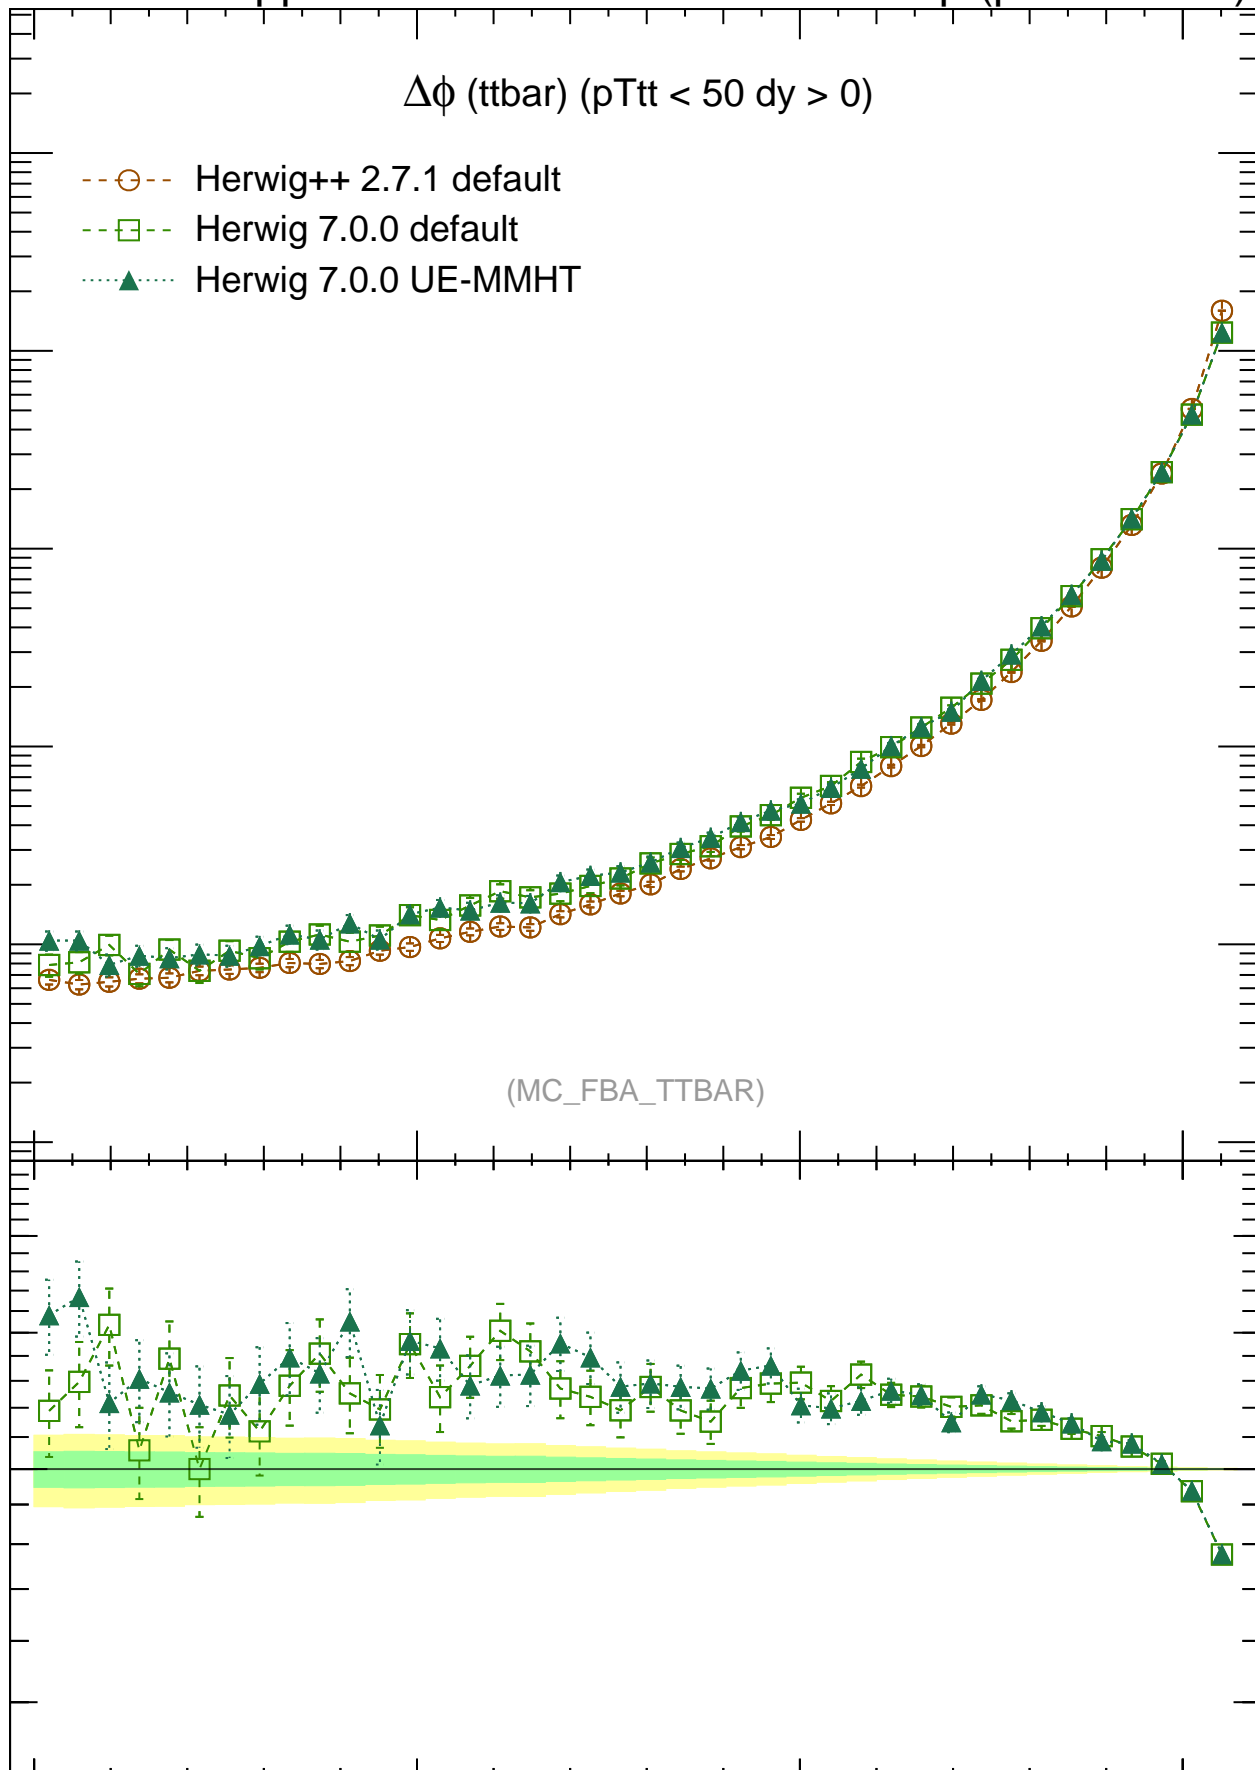 Δϕ (ttbar) (pTtt < 50 dy > 0)
Herwig++ 2.7.1 default
Herwig 7.0.0 default
Herwig 7.0.0 UE-MMHT
(MC_FBA_TTBAR)